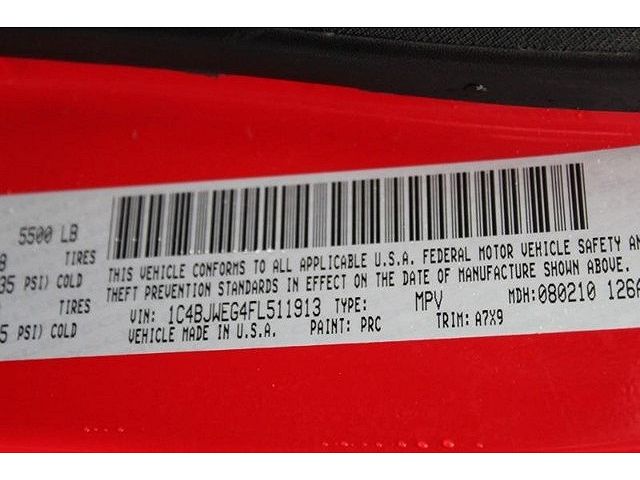 5500 LB
TIRES
35 PSI) COLD
TIRES
5 PSI) COLD
THIS VEHICLE CONFORMS TO ALL APPLICABLE U.S.A. FEDERAL MOTOR VEHICLE SAFETY AN
THEFT PREVENTION STANDARDS IN EFFECT ON THE DATE OF MANUFACTURE SHOWN ABOVE.
VIN: 1C4BJWEG4FL511913 TYPE: MPV MDH:080210 126A
VEHICLE MADE IN U.S.A. PAINT: PRC TRIM: A7X9